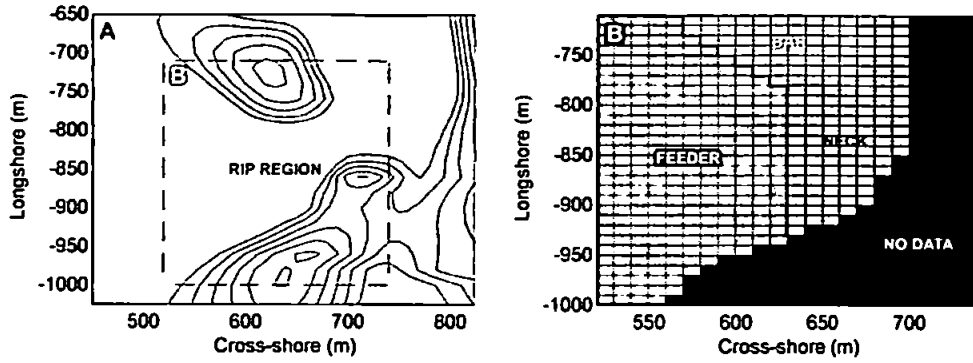 A
B
RIP REGION
-650
-700
-750
-800
-850
-900
-950
-1000
Longshore (m)
500
600
700
800
Cross-shore (m)
B
FEEDER
NECK
NO DATA
-750
-800
-850
-900
-950
-1000
Longshore (m)
550
600
650
700
Cross-shore (m)